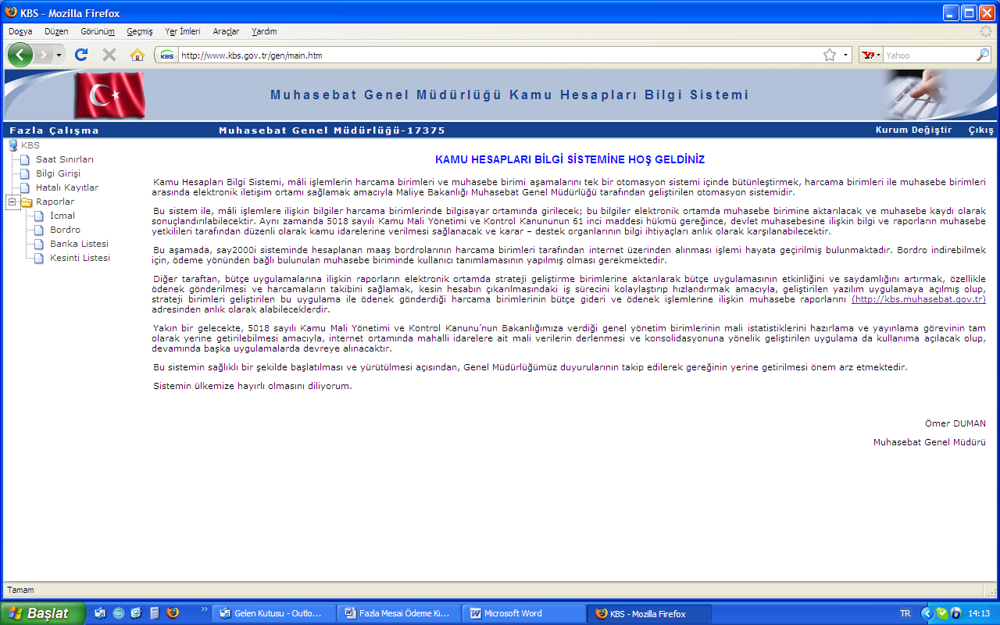 KBS - Mozilla Firefox
Dosya Düzen Görünüm Geçmiş Yer İmleri Araçlar Yardım
KBS http://www.kbs.gov.tr/gen/main.htm Yahoo
Muhasebat Genel Müdürlüğü Kamu Hesapları Bilgi Sistemi
Fazla Çalışma Muhasebat Genel Müdürlüğü-17375 Kurum Değiştir Çıkış
KBS
Saat Sınırları
Bilgi Girişi
Hatalı Kayıtlar
Raporlar
İcmal
Bordro
Banka Listesi
Kesinti Listesi
KAMU HESAPLARI BİLGİ SİSTEMİNE HOŞ GELDİNİZ
Kamu Hesapları Bilgi Sistemi, mâli işlemlerin harcama birimleri ve muhasebe birimi aşamalarını tek bir otomasyon sistemi içinde bütünleştirmek, harcama birimleri ile muhasebe birimleri
arasında elektronik iletişim ortamı sağlamak amacıyla Maliye Bakanlığı Muhasebat Genel Müdürlüğü tarafından geliştirilen otomasyon sistemidir.
Bu sistem ile, mâli işlemlere ilişkin bilgiler harcama birimlerinde bilgisayar ortamında girilecek; bu bilgiler elektronik ortamda muhasebe birimine aktarılacak ve muhasebe kaydı olarak
sonuçlandırılabilecektir. Aynı zamanda 5018 sayılı Kamu Mali Yönetimi ve Kontrol Kanununun 61 inci maddesi hükmü gereğince, devlet muhasebesine ilişkin bilgi ve raporların muhasebe
yetkilileri tarafından düzenli olarak kamu idarelerine verilmesi sağlanacak ve karar – destek organlarının bilgi ihtiyaçları anlık olarak karşılanabilecektir.
Bu aşamada, say2000i sisteminde hesaplanan maaş bordrolarının harcama birimleri tarafından internet üzerinden alınması işlemi hayata geçirilmiş bulunmaktadır. Bordro indirebilmek
için, ödeme yönünden bağlı bulunulan muhasebe biriminde kullanıcı tanımlamasının yapılmış olması gerekmektedir.
Diğer taraftan, bütçe uygulamalarına ilişkin raporların elektronik ortamda strateji geliştirme birimlerine aktarılarak bütçe uygulamasının etkinliğini ve saydamlığını artırmak, özellikle
ödenek gönderilmesi ve harcamaların takibini sağlamak, kesin hesabın çıkarılmasındaki iş sürecini kolaylaştırıp hızlandırmak amacıyla, geliştirilen yazılım uygulamaya açılmış olup,
strateji birimleri geliştirilen bu uygulama ile ödenek gönderdiği harcama birimlerinin bütçe gideri ve ödenek işlemlerine ilişkin muhasebe raporlarını (http://kbs.muhasebat.gov.tr)
adresinden anlık olarak alabileceklerdir.
Yakın bir gelecekte, 5018 sayılı Kamu Mali Yönetimi ve Kontrol Kanunu’nun Bakanlığımıza verdiği genel yönetim birimlerinin mali istatistiklerini hazırlama ve yayınlama görevinin tam
olarak yerine getirilebilmesi amacıyla, internet ortamında mahalli idarelere ait mali verilerin derlenmesi ve konsolidasyonuna yönelik geliştirilen uygulama da kullanıma açılacak olup,
devamında başka uygulamalarda devreye alınacaktır.
Bu sistemin sağlıklı bir şekilde başlatılması ve yürütülmesi açısından, Genel Müdürlüğümüz duyurularının takip edilerek gereğinin yerine getirilmesi önem arz etmektedir.
Sistemin ülkemize hayırlı olmasını diliyorum.
Ömer DUMAN
Muhasebat Genel Müdürü
Tamam
Başlat Gelen Kutusu - Outlo... Fazla Mesai Ödeme Kı... Microsoft Word KBS - Mozilla Firefox TR 14:13